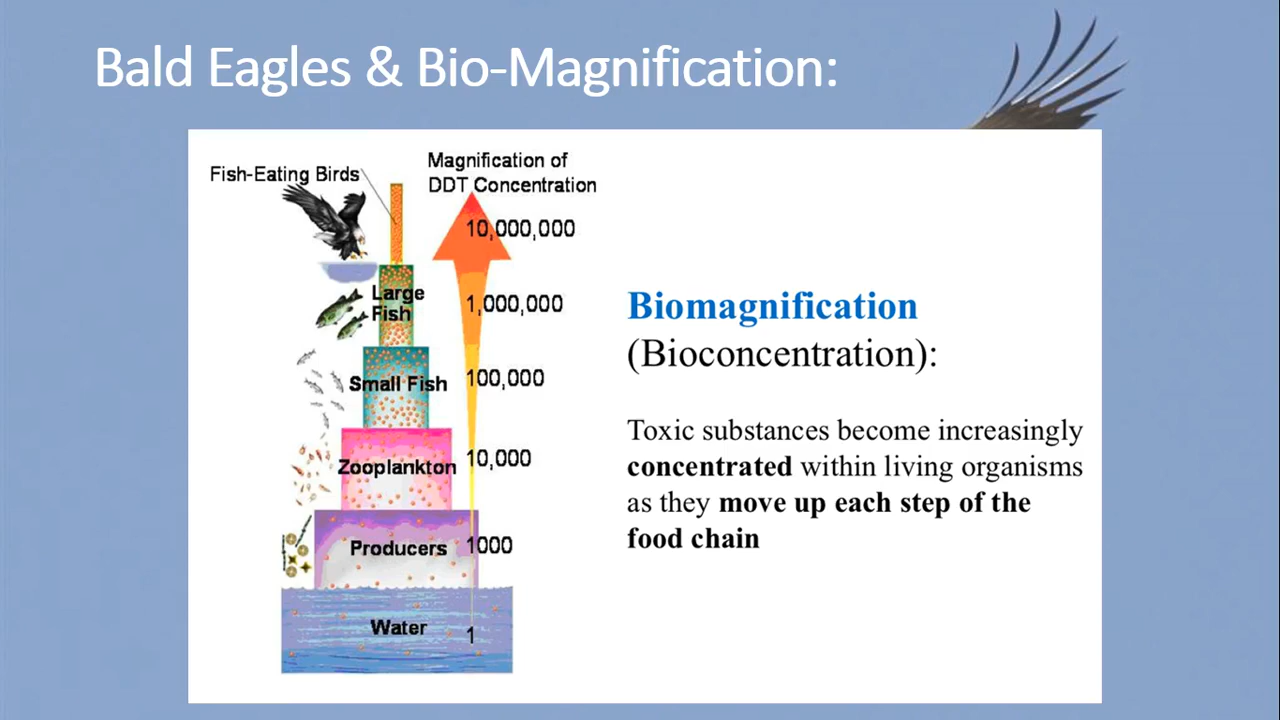 Bald Eagles & Bio-Magnification:
Fish-Eating Birds
Magnification of
DDT Concentration
10,000,000
Large
Fish
1,000,000
Small Fish
100,000
Zooplankton
10,000
Producers
1000
Water
1
Biomagnification
(Bioconcentration):
Toxic substances become increasingly
concentrated within living organisms
as they move up each step of the
food chain